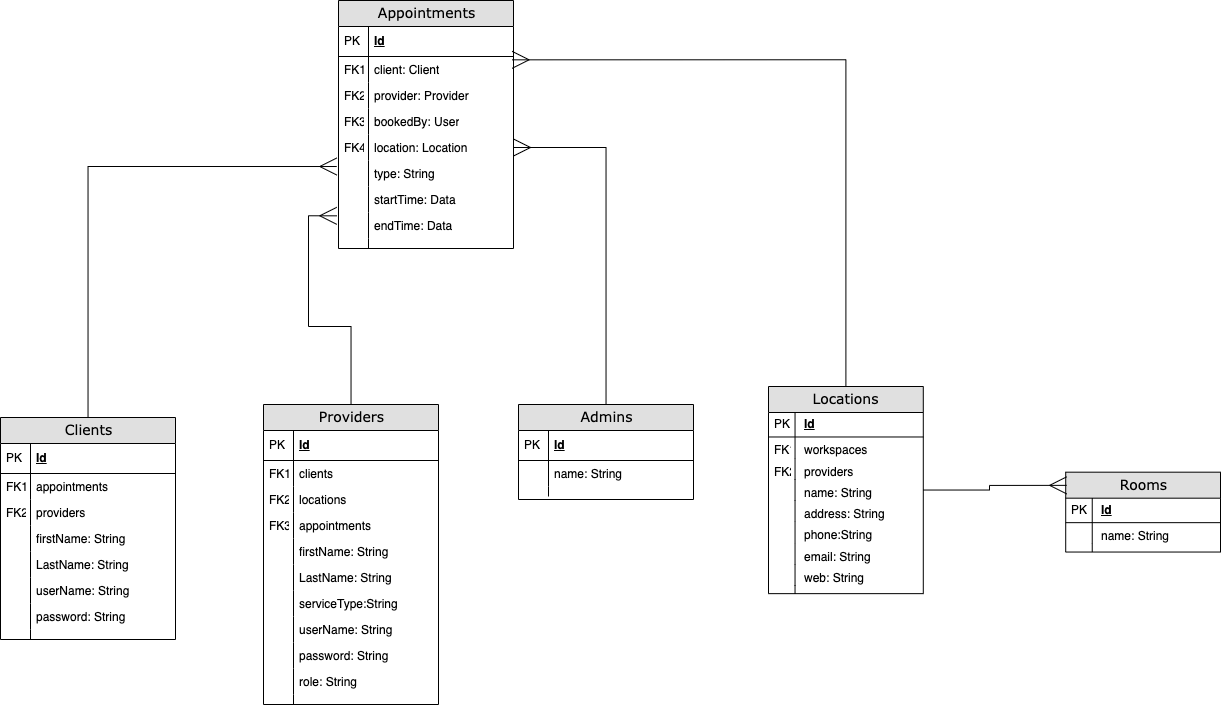 Appointments
PK Id
FK1 client: Client
FK2 provider: Provider
FK3 bookedBy: User
FK4 location: Location
type: String
startTime: Data
endTime: Data
Clients
PK Id
FK1 appointments
FK2 providers
firstName: String
LastName: String
userName: String
password: String
Providers
PK Id
FK1 clients
FK2 locations
FK3 appointments
firstName: String
LastName: String
serviceType:String
userName: String
password: String
role: String
Admins
PK Id
name: String
Locations
PK Id
FK workspaces
FK2 providers
name: String
address: String
phone:String
email: String
web: String
Rooms
PK Id
name: String